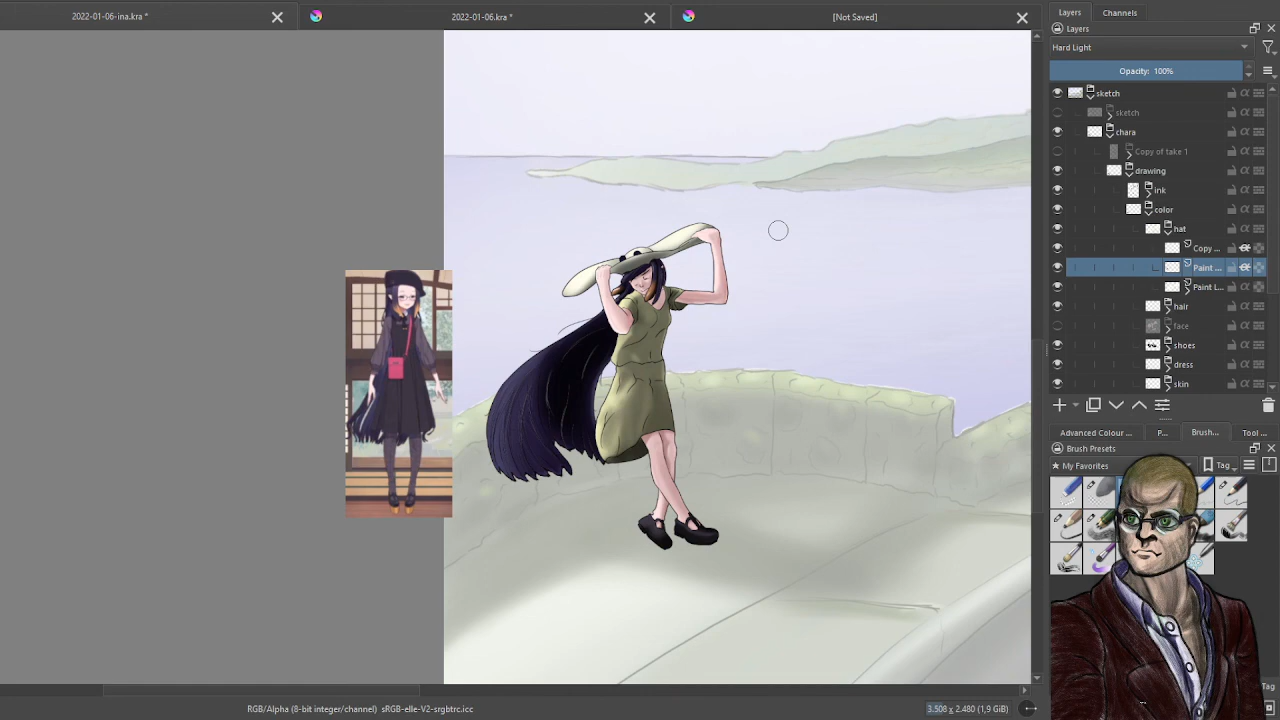 2022-01-06-ina.kra *
2022-01-06.kra *
[Not Saved]
Layers
Channels
Layers
Hard Light
Opacity: 100%
sketch
sketch
chara
Copy of take 1
drawing
ink
color
hat
Copy ...
Paint ...
Paint L...
hair
face
shoes
dress
skin
Advanced Colour ...
P...
Brush...
Tool ...
Brush Presets
My Favorites
Tag
Tag
RGB/Alpha (8-bit integer/channel) sRGB-elle-V2-srgbtrc.icc
3.508 x 2.480 (1,9 GiB)